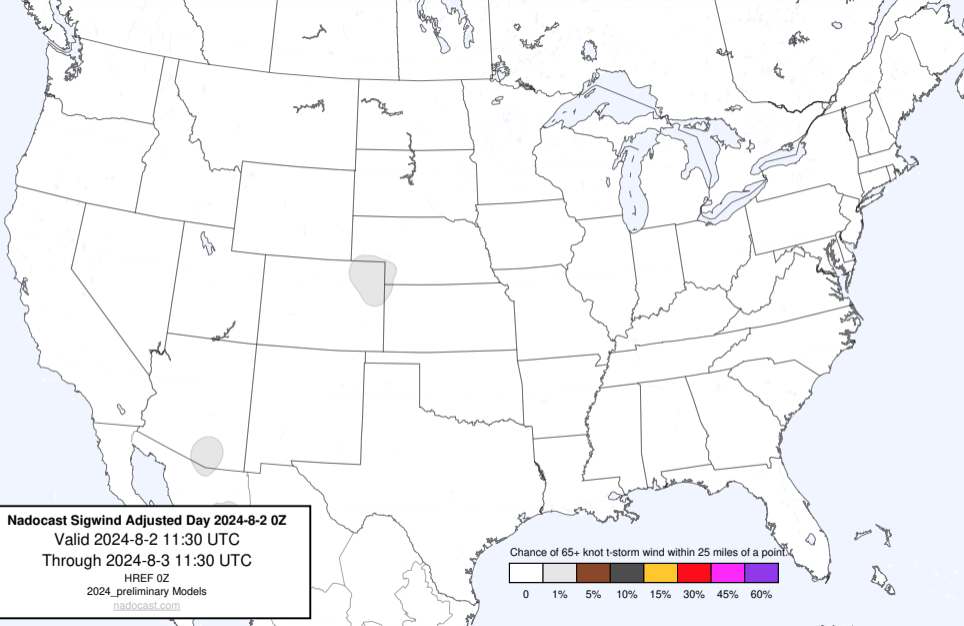 Nadocast Sigwind Adjusted Day 2024-8-2 0Z
Valid 2024-8-2 11:30 UTC
Through 2024-8-3 11:30 UTC
HREF 0Z
2024_preliminary Models
nadocast.com
Chance of 65+ knot t-storm wind within 25 miles of a point.
0 1% 5% 10% 15% 30% 45% 60%